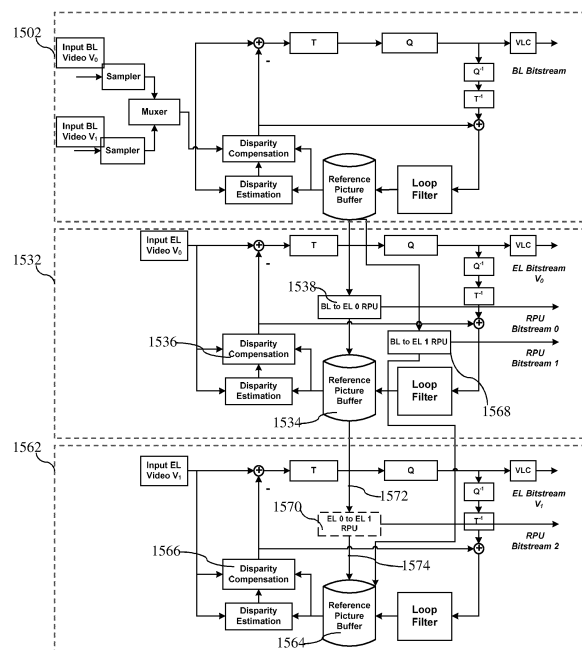 1502
Input BL
Video V0
Sampler
Input BL
Video V1
Sampler
Muxer
+
-
T
Q
VLC
BL Bitstream
Q-1
T-1
+
Disparity
Compensation
Disparity
Estimation
Reference
Picture
Buffer
Loop
Filter
1532
Input EL
Video V0
+
-
T
Q
VLC
EL Bitstream
V0
Q-1
T-1
+
1538
BL to EL 0 RPU
RPU
Bitstream 0
BL to EL 1 RPU
RPU
Bitstream 1
1568
1536
Disparity
Compensation
Disparity
Estimation
Reference
Picture
Buffer
1534
Loop
Filter
1562
Input EL
Video V1
+
-
T
Q
VLC
EL Bitstream
V1
Q-1
T-1
+
1572
1570
EL 0 to EL 1
RPU
RPU
Bitstream 2
1574
1566
Disparity
Compensation
Disparity
Estimation
Reference
Picture
Buffer
1564
Loop
Filter